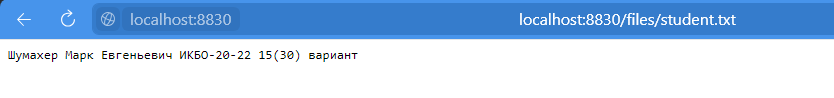 localhost:8830 localhost:8830/files/student.txt
Шумахер Марк Евгеньевич ИКБО-20-22 15(30) вариант